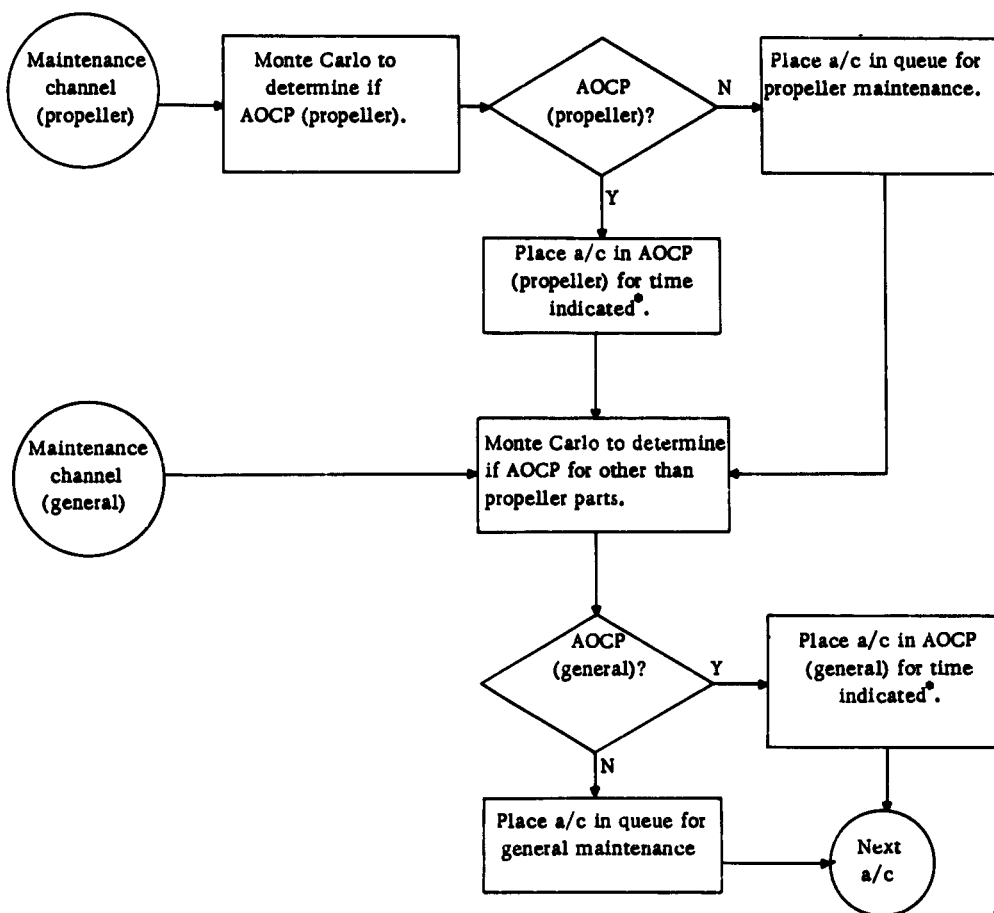 Maintenance
channel
(propeller)
Monte Carlo to
determine if
AOCP (propeller).
AOCP
(propeller)?
N
Place a/c in queue for
propeller maintenance.
Y
Place a/c in AOCP
(propeller) for time
indicated*.
Maintenance
channel
(general)
Monte Carlo to determine
if AOCP for other than
propeller parts.
AOCP
(general)?
Y
Place a/c in AOCP
(general) for time
indicated*.
N
Place a/c in queue for
general maintenance
Next
a/c